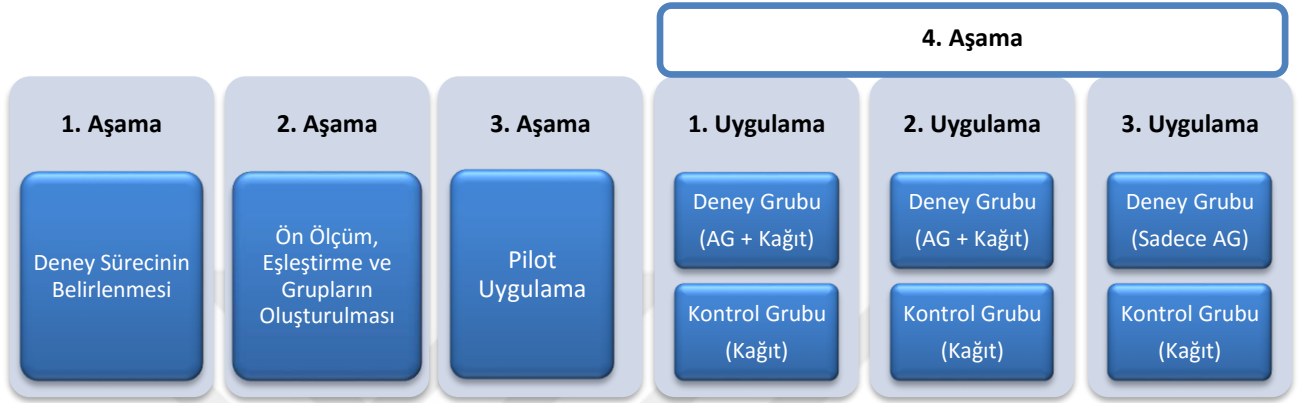 4. Aşama
1. Aşama
Deney Sürecinin
Belirlenmesi
2. Aşama
Ön Ölçüm,
Eşleştirme ve
Grupların
Oluşturulması
3. Aşama
Pilot
Uygulama
1. Uygulama
Deney Grubu
(AG + Kağıt)
Kontrol Grubu
(Kağıt)
2. Uygulama
Deney Grubu
(AG + Kağıt)
Kontrol Grubu
(Kağıt)
3. Uygulama
Deney Grubu
(Sadece AG)
Kontrol Grubu
(Kağıt)